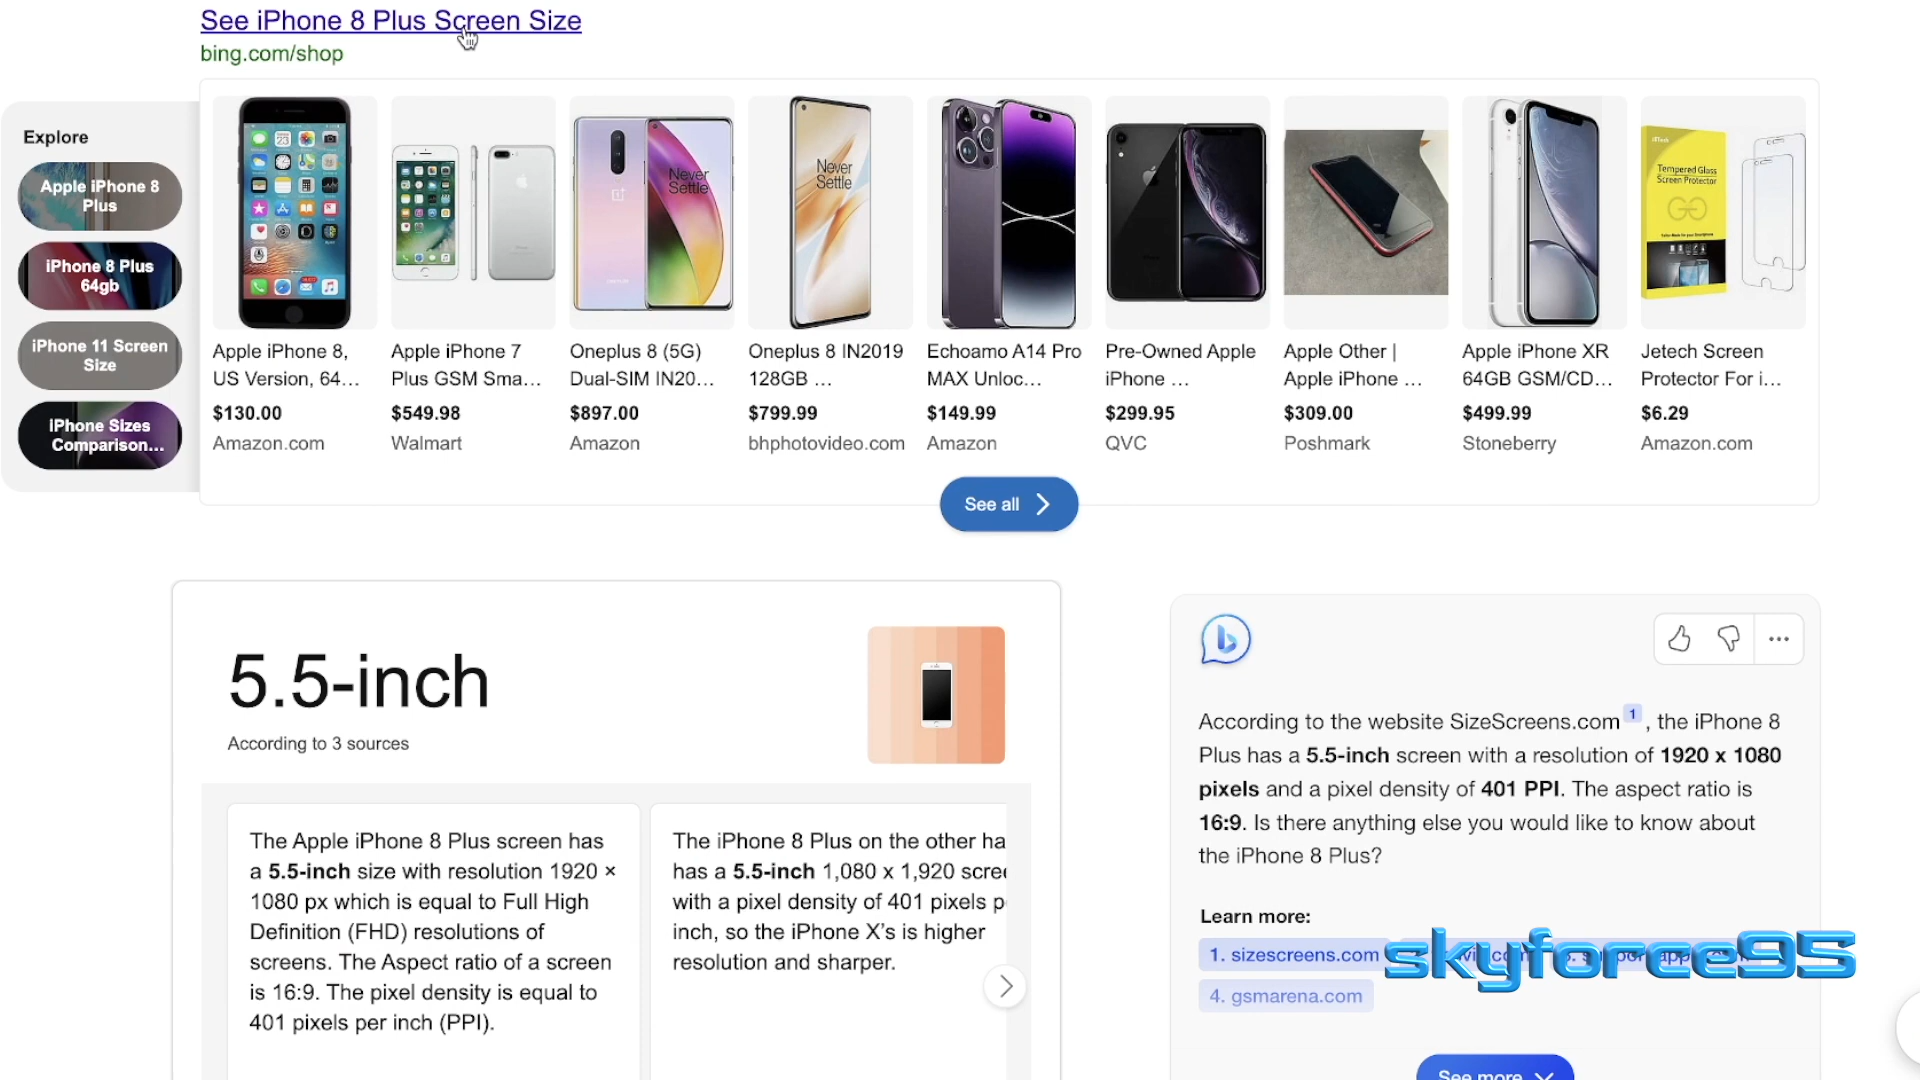 See iPhone 8 Plus Screen Size
bing.com/shop
Explore
Apple iPhone 8
Plus
iPhone 8 Plus
64gb
iPhone 11 Screen
Size
iPhone Sizes
Comparison...
Never
Settle
Never
Settle
Tempered Glass
Screen Protector
Apple iPhone 8,
US Version, 64...
$130.00
Amazon.com
Apple iPhone 7
Plus GSM Sma...
$549.98
Walmart
Oneplus 8 (5G)
Dual-SIM IN20...
$897.00
Amazon
Oneplus 8 IN2019
128GB ...
$799.99
bhphotovideo.com
Echoamo A14 Pro
MAX Unloc...
$149.99
Amazon
Pre-Owned Apple
iPhone ...
$299.95
QVC
Apple Other |
Apple iPhone ...
$309.00
Poshmark
Apple iPhone XR
64GB GSM/CD...
$499.99
Stoneberry
Jetech Screen
Protector For i...
$6.29
Amazon.com
See all
5.5-inch
According to 3 sources
The Apple iPhone 8 Plus screen has
a 5.5-inch size with resolution 1920 ×
1080 px which is equal to Full High
Definition (FHD) resolutions of
screens. The Aspect ratio of a screen
is 16:9. The pixel density is equal to
401 pixels per inch (PPI).
The iPhone 8 Plus on the other ha
has a 5.5-inch 1,080 x 1,920 scree
with a pixel density of 401 pixels p
inch, so the iPhone X's is higher
resolution and sharper.
According to the website SizeScreens.com 1 , the iPhone 8
Plus has a 5.5-inch screen with a resolution of 1920 x 1080
pixels and a pixel density of 401 PPI. The aspect ratio is
16:9. Is there anything else you would like to know about
the iPhone 8 Plus?
Learn more:
1. sizescreens.com
skyforce95
4. gsmarena.com
See more